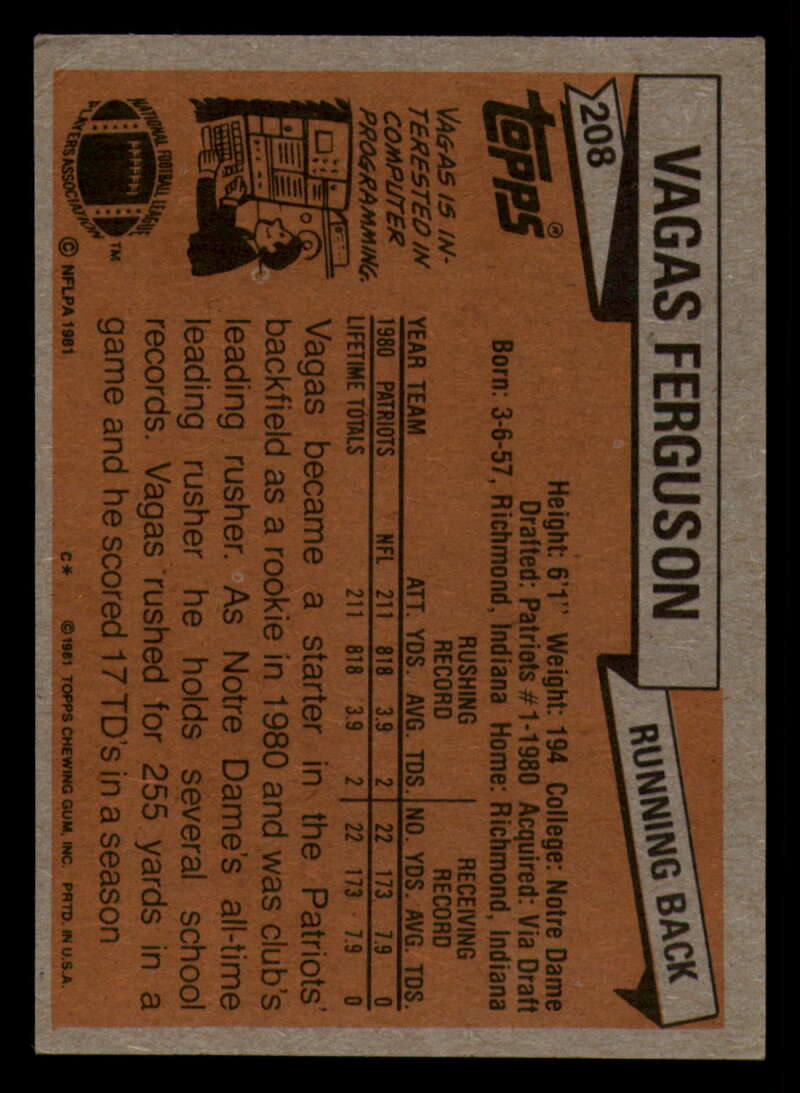 208
VAGAS FERGUSON
RUNNING BACK
TOPPS®
Height: 6'1" Weight: 194 College: Notre Dame
Drafted: Patriots #1-1980 Acquired: Via Draft
Born: 3-6-57, Richmond, Indiana Home: Richmond, Indiana
VAGAS IS IN-
TERESTED IN
COMPUTER
PROGRAMMING.
RUSHING RECEIVING
RECORD RECORD
YEAR TEAM ATT. YDS. AVG. TDS. NO. YDS. AVG. TDS.
1980 PATRIOTS NFL 211 818 3.9 2 22 173 7.9 0
LIFETIME TOTALS 211 818 3.9 2 22 173 7.9 0
Vagas became a starter in the Patriots'
backfield as a rookie in 1980 and was club's
leading rusher. As Notre Dame's all-time
leading rusher he holds several school
records. Vagas rushed for 255 yards in a
game and he scored 17 TD's in a season
NATIONAL FOOTBALL LEAGUE
PLAYERS ASSOCIATION
™
© NFLPA 1981
C* © 1981 TOPPS CHEWING GUM, INC. PRTD. IN U.S.A.